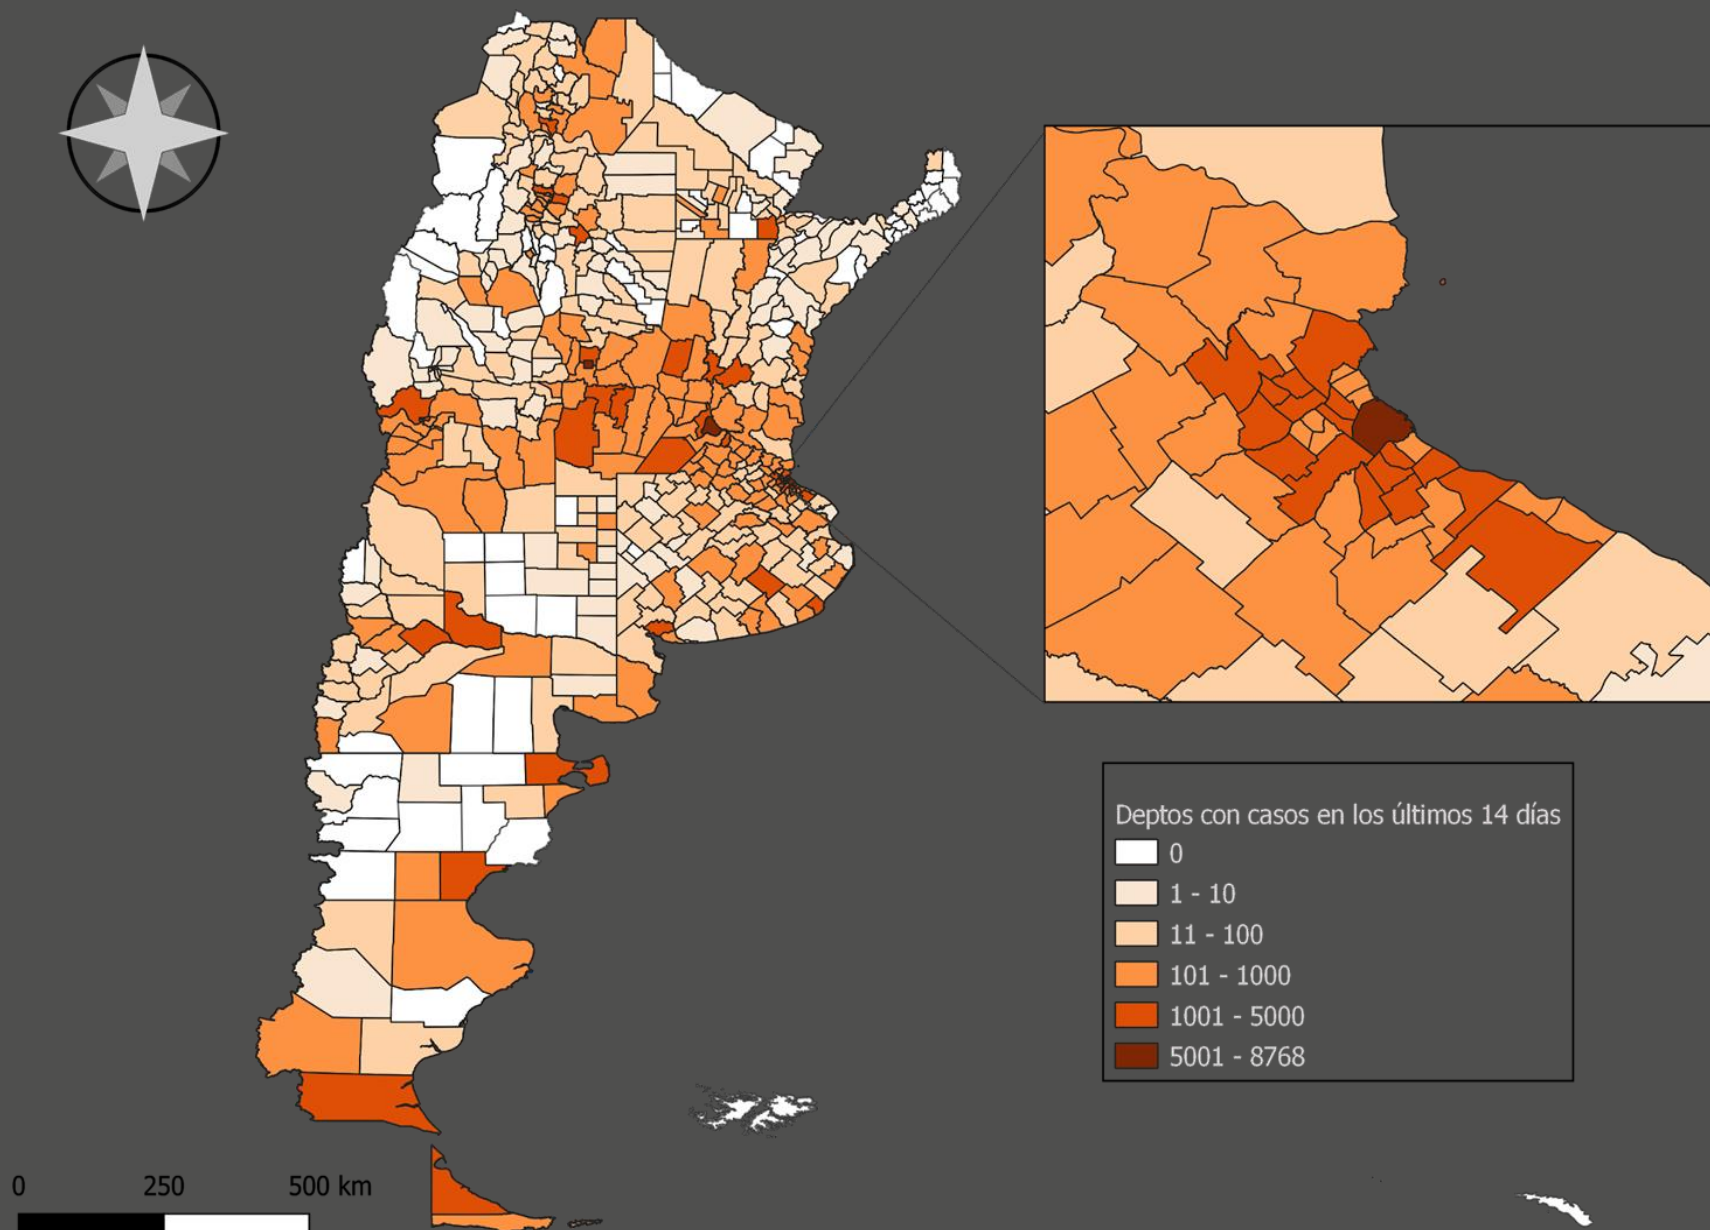 Deptos con casos en los últimos 14 días
0
1 - 10
11 - 100
101 - 1000
1001 - 5000
5001 - 8768
0 250 500 km